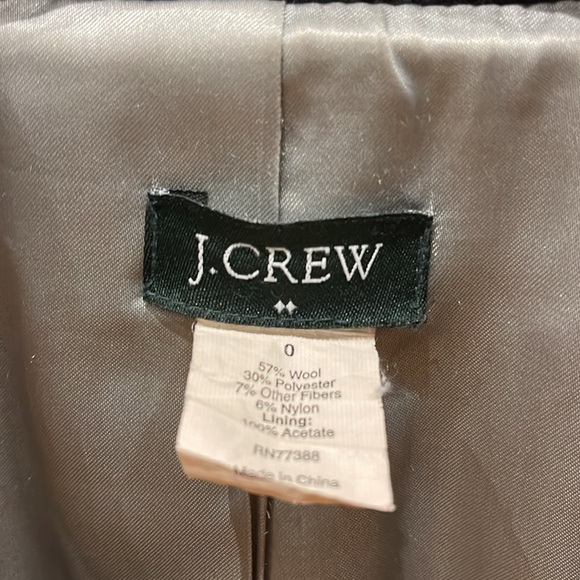 J.CREW
0
57% Wool
30% Polyester
7% Other Fibers
6% Nylon
Lining:
100% Acetate
RN77388
Made in China